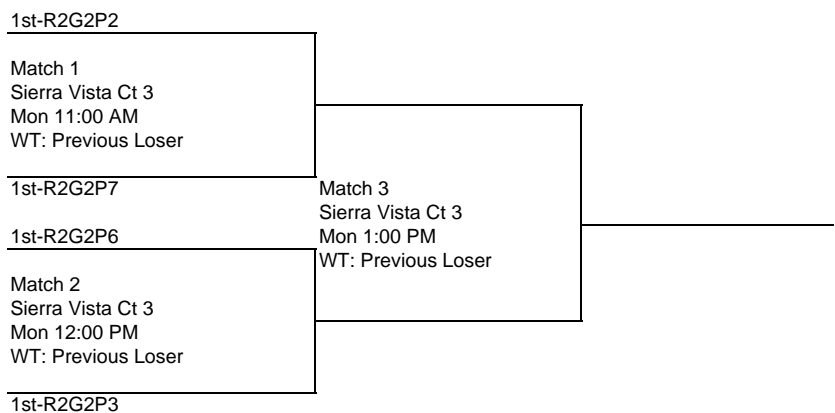 1st-R2G2P2
Match 1
Sierra Vista Ct 3
Mon 11:00 AM
WT: Previous Loser
1st-R2G2P7
1st-R2G2P6
Match 2
Sierra Vista Ct 3
Mon 12:00 PM
WT: Previous Loser
1st-R2G2P3
Match 3
Sierra Vista Ct 3
Mon 1:00 PM
WT: Previous Loser